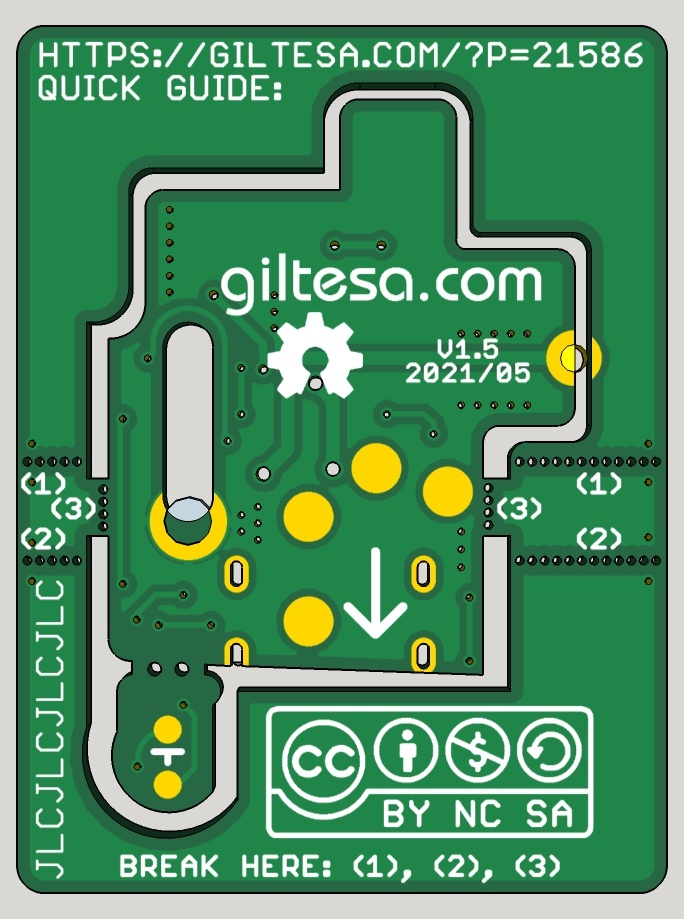 HTTPS://GILTESA.COM/?P=21586
QUICK GUIDE:
giltesa.com
V1.5
2021/05
(1)
(1)
(3)
(3)
(2)
(2)
JLCJLCJLCJLC
CC
BY NC SA
BREAK HERE: (1), (2), (3)